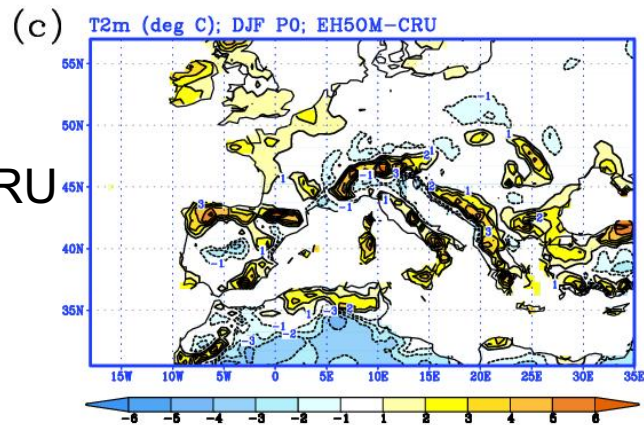 (c) T2m (deg C); DJF P0; EH50M-CRU
RU
55N
50N
45N
40N
35N
15W 10W 5W 0 5E 10E 15E 20E 25E 30E 35E
-6 -5 -4 -3 -2 -1 1 2 3 4 5 6